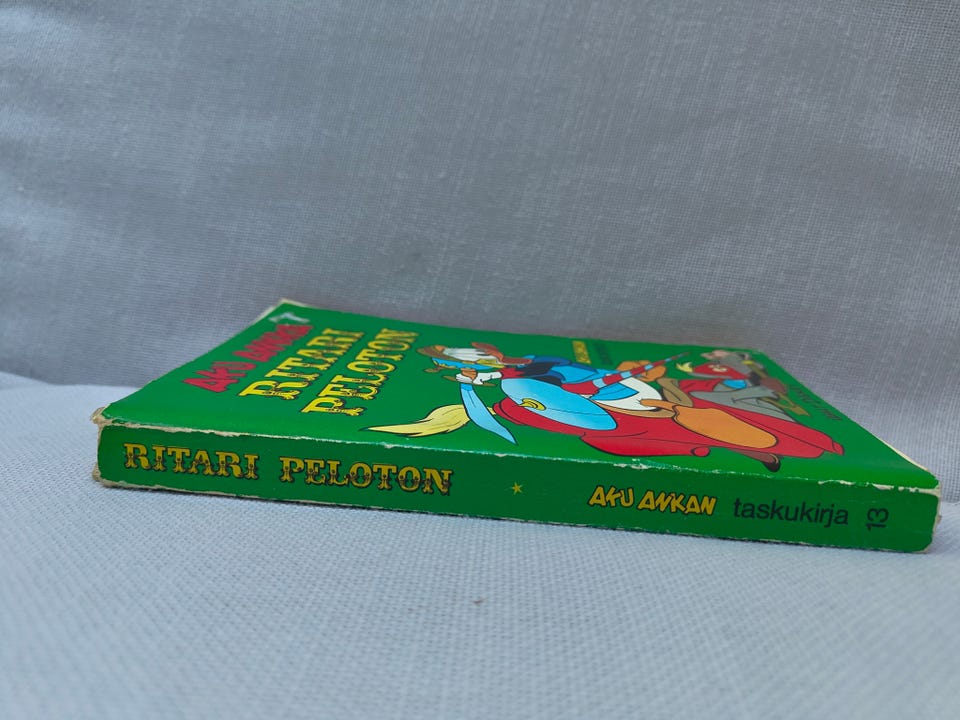 AKU ANKKA
RITARI
PELOTON
RITARI PELOTON
AKU ANKAN taskukirja 13